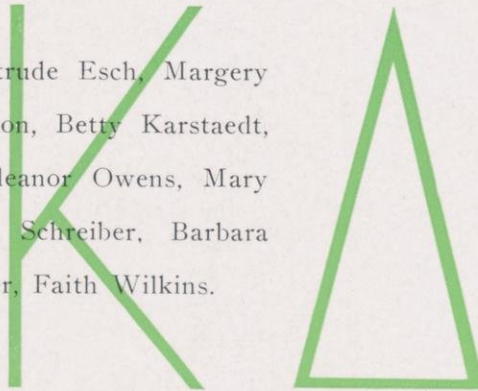 trude Esch, Margery
on, Betty Karstaedt,
leanor Owens, Mary
Schreiber, Barbara
r, Faith Wilkins.
K Δ